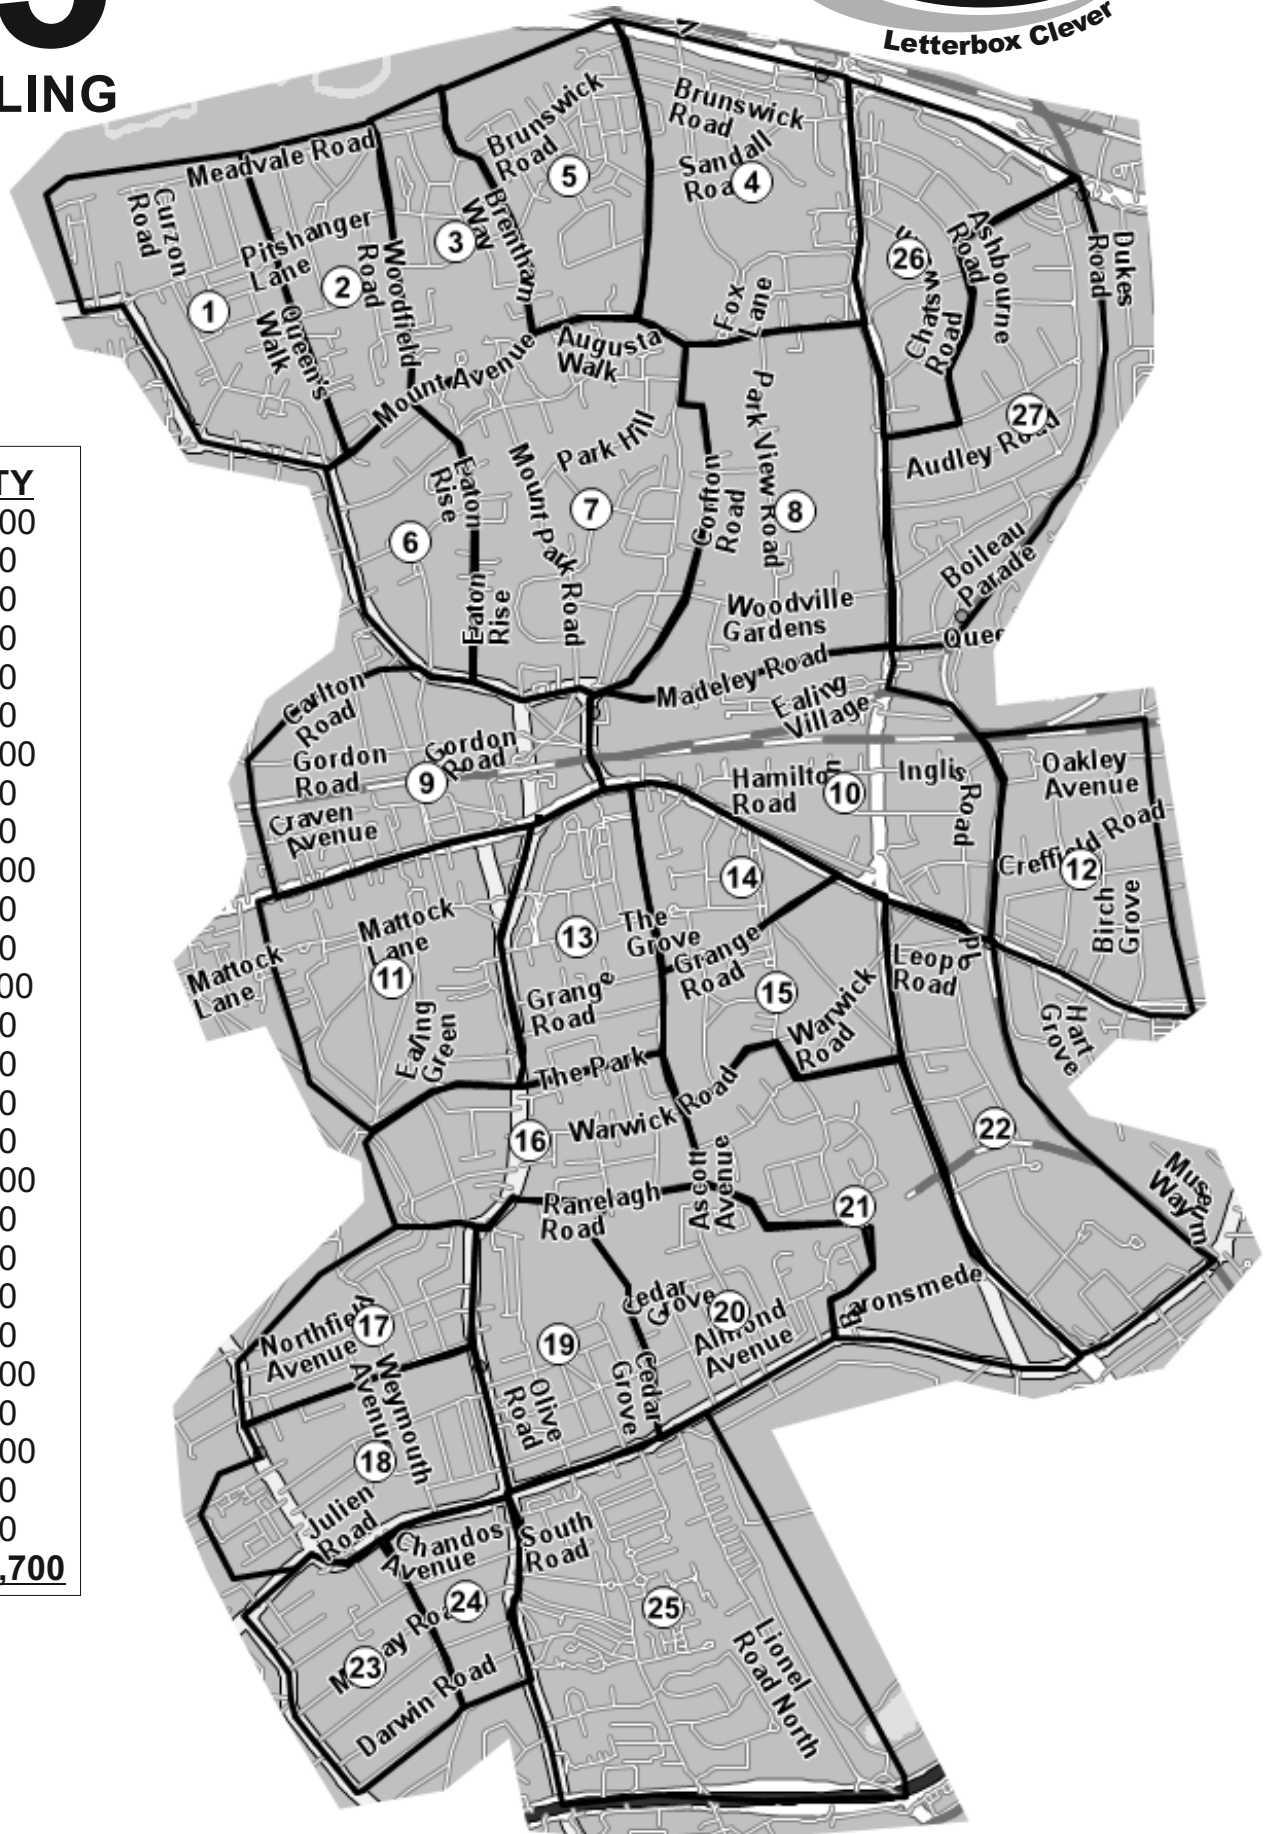 LING
Letterbox Clever
Meadvale Road
Curzon
Road
Pitshanger
Lane
Woodfield
Road
Queen's
Walk
Brentham
Way
Brunswick
Road
Brunswick
Road
Sandall
Fox
Lane
Ashbourne
Road
Dukes
Road
Chatsw
Road
Audley Road
Mount Avenue
Augusta
Walk
Park View Road
Park Hill
Mount Park Road
Eaton
Rise
Eaton
Rise
Road
Boileau
Parade
Woodville
Gardens
Madeley Road
Ealing
Village
Carlton
Road
Gordon
Road
Gordon
Road
Craven
Avenue
Hamilton
Road
Inglis
Road
Oakley
Avenue
Creffield Road
Birch
Grove
Mattock
Lane
Mattock
Lane
Ealing
Green
The
Grove
Grange
Road
Grange
Road
Leopo
Road
Warwick
Road
Hart
Grove
The Park
Warwick Road
Ascott
Avenue
Museum
Way
Ranelagh
Road
Cedar
Grove
Almond
Avenue
Baronsmede
Northfield
Avenue
Weymouth
Avenue
Olive
Road
Cedar
Grove
Julien
Road
Chandos
Avenue
South
Road
Darwin Road
Lionel
Road North
1
2
3
4
5
6
7
8
9
10
11
12
13
14
15
16
17
18
19
20
21
22
23
24
25
26
27
TY
00
0
0
0
0
0
00
0
0
00
0
0
00
0
0
0
0
00
0
0
0
0
00
0
00
0
0
,700